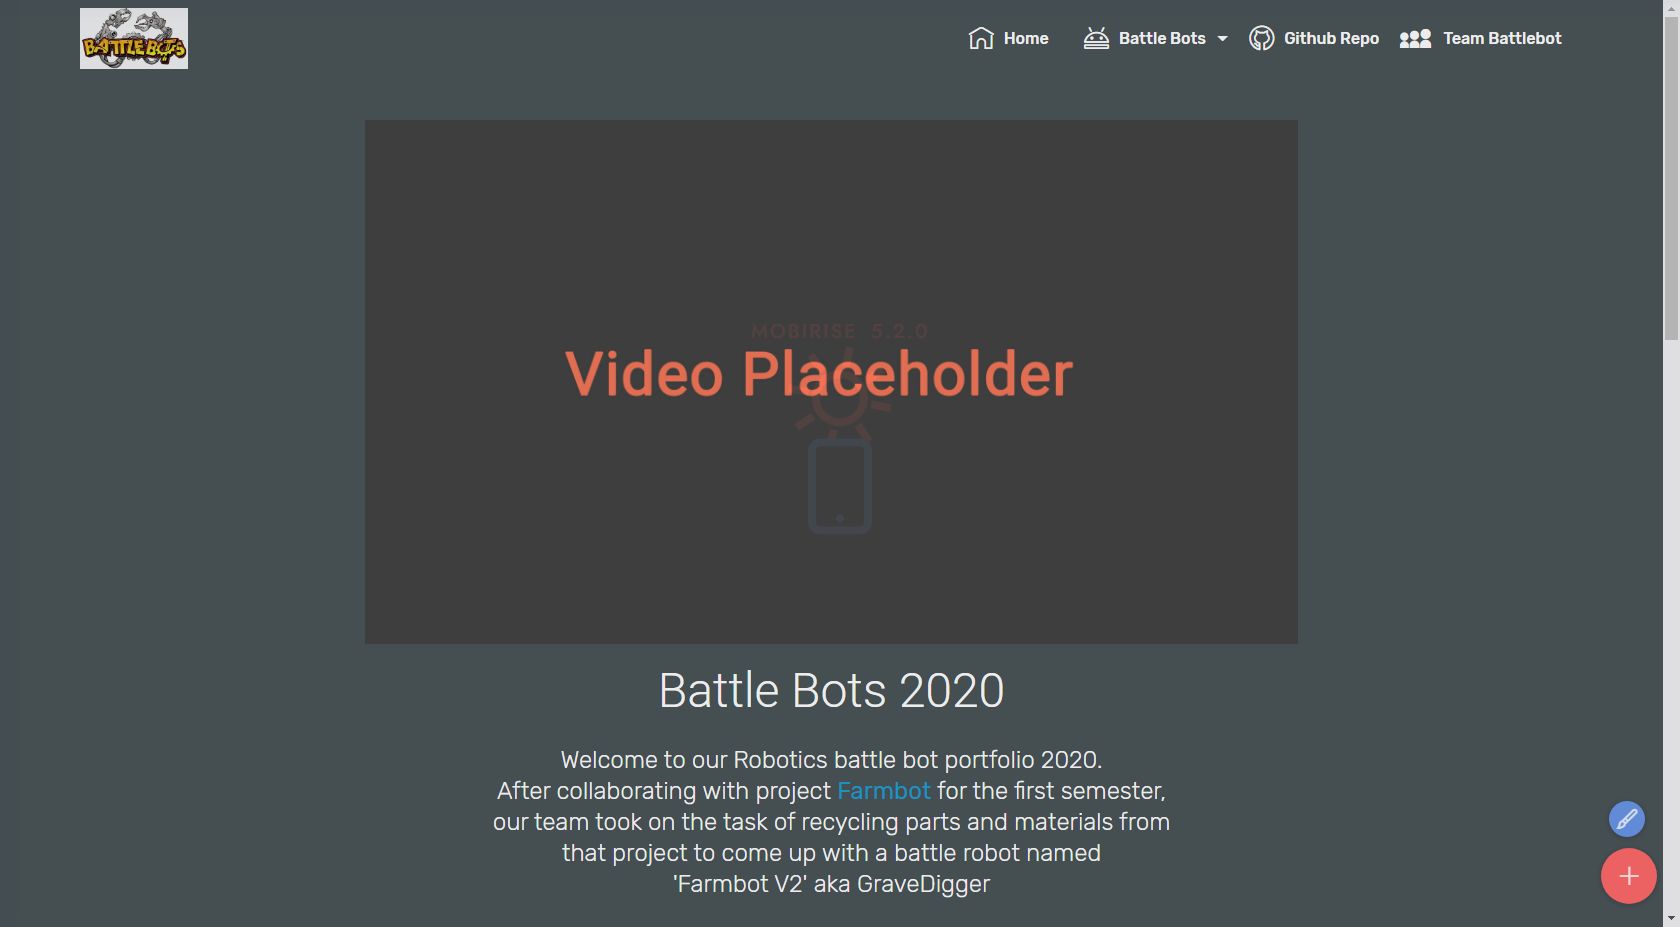 BATTLEBOTS
Home
Battle Bots
Github Repo
Team Battlebot
MOBIRISE 5.2.0
Video Placeholder
Battle Bots 2020
Welcome to our Robotics battle bot portfolio 2020.
After collaborating with project Farmbot for the first semester,
our team took on the task of recycling parts and materials from
that project to come up with a battle robot named
'Farmbot V2' aka GraveDigger